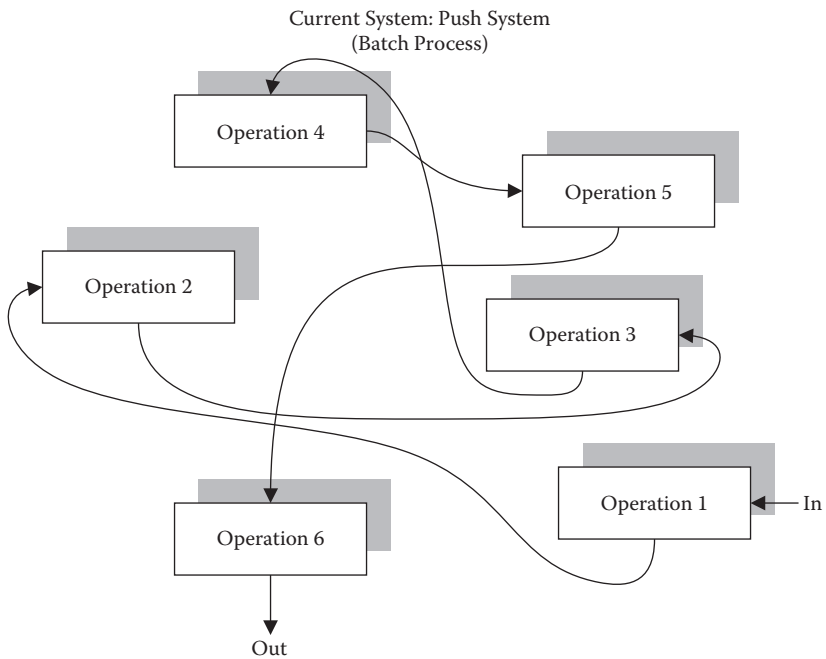 Current System: Push System
(Batch Process)
Operation 4
Operation 5
Operation 2
Operation 3
Operation 1
In
Operation 6
Out